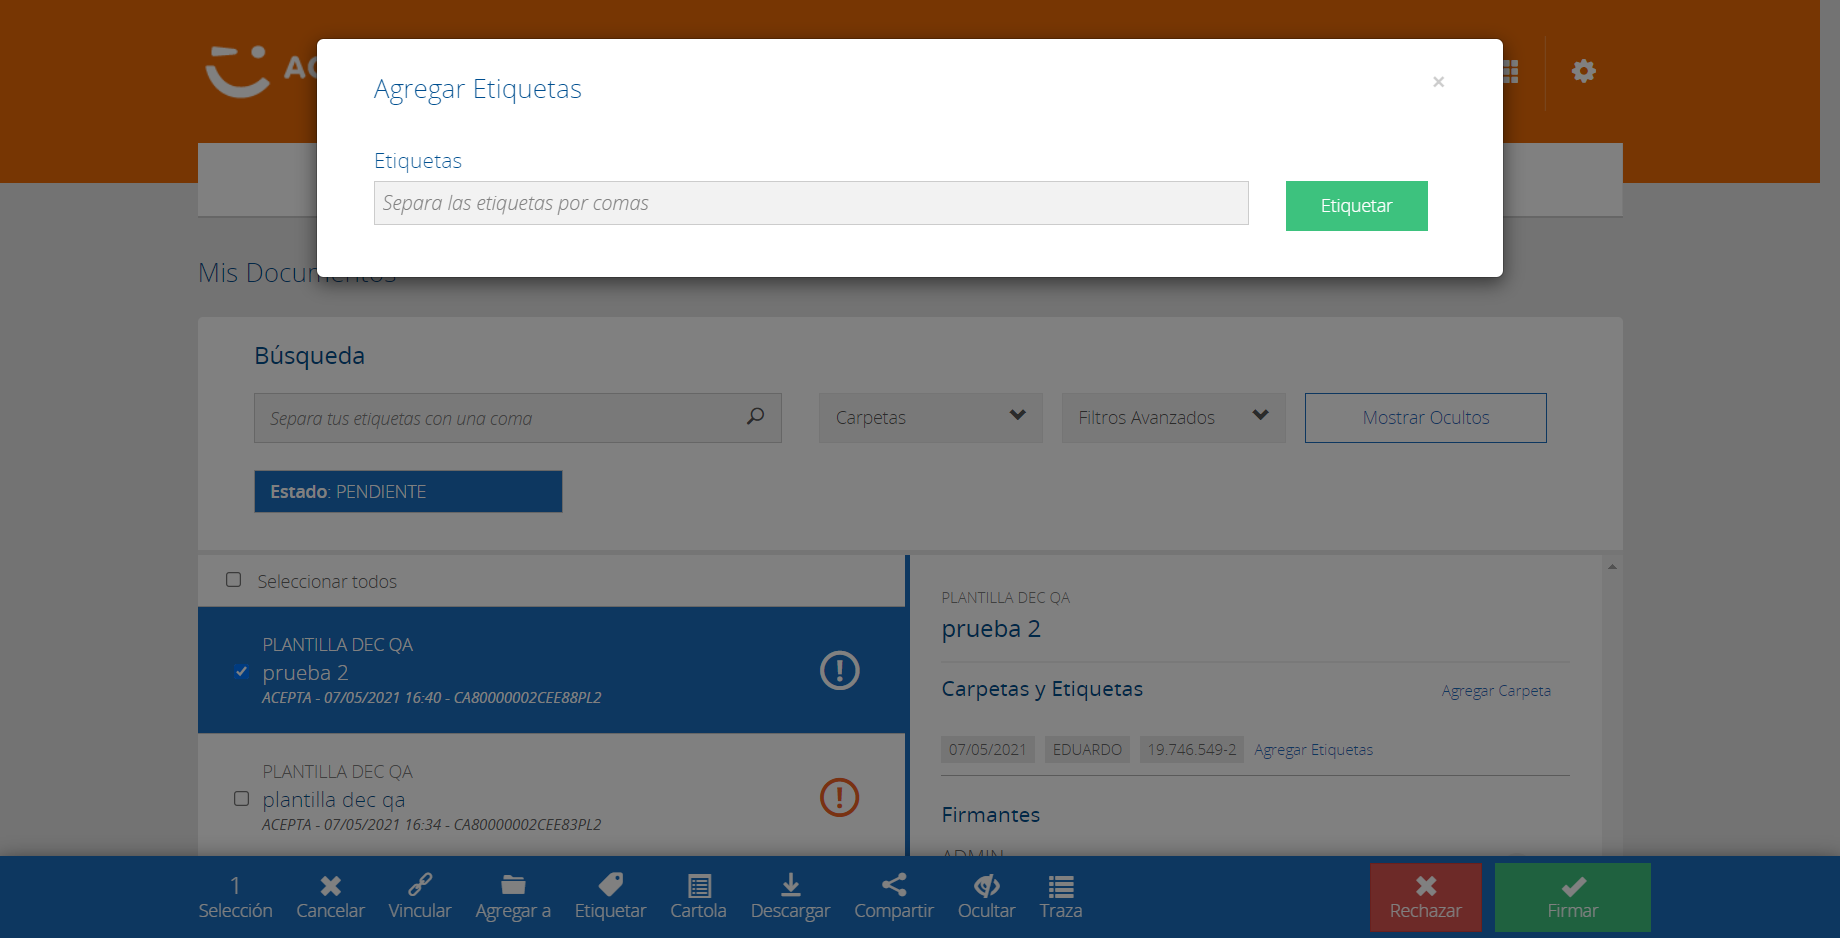 Agregar Etiquetas
×
Etiquetas
Separa las etiquetas por comas
Etiquetar
Mis Documentos
Búsqueda
Separa tus etiquetas con una coma
Carpetas
Filtros Avanzados
Mostrar Ocultos
Estado: PENDIENTE
Seleccionar todos
PLANTILLA DEC QA
prueba 2
ACEPTA - 07/05/2021 16:40 - CA80000002CEE88PL2
PLANTILLA DEC QA
plantilla dec qa
ACEPTA - 07/05/2021 16:34 - CA80000002CEE83PL2
PLANTILLA DEC QA
prueba 2
Carpetas y Etiquetas
Agregar Carpeta
07/05/2021 EDUARDO 19.746.549-2 Agregar Etiquetas
Firmantes
ADMIN
1
Selección
Cancelar
Vincular
Agregar a
Etiquetar
Cartola
Descargar
Compartir
Ocultar
Traza
Rechazar
Firmar